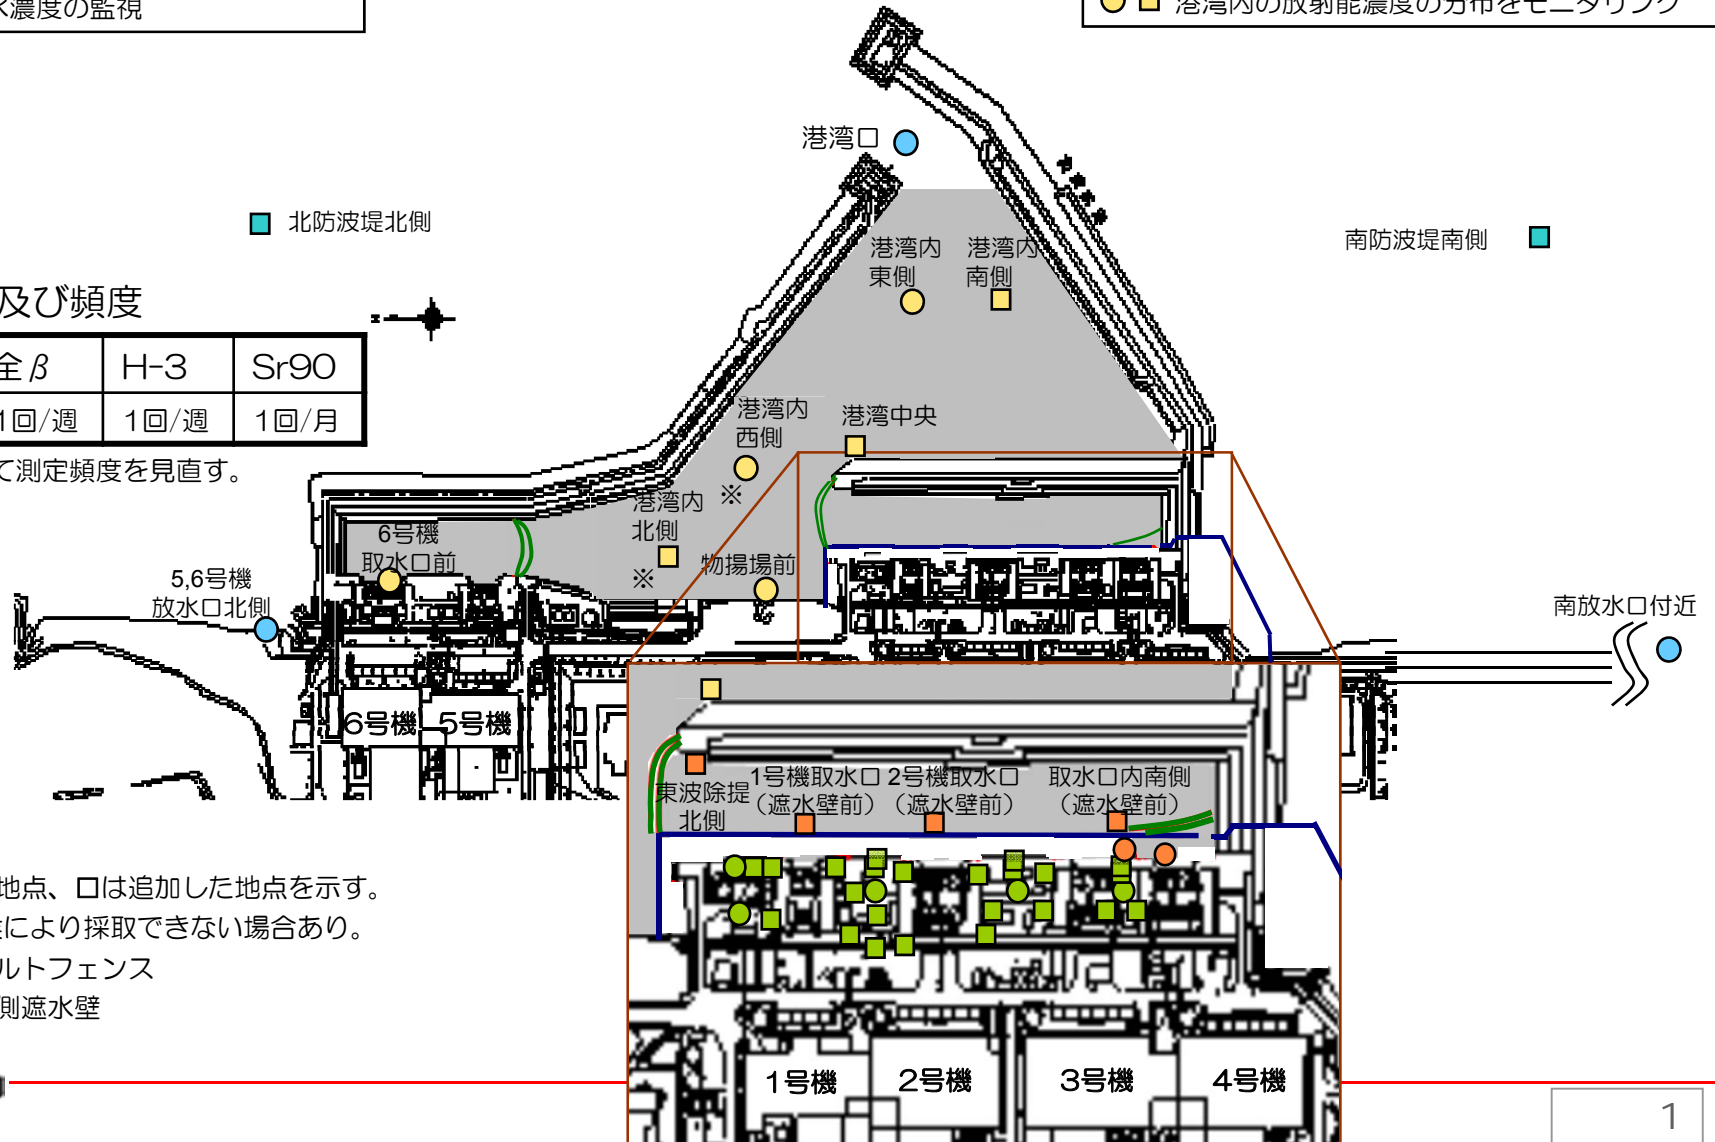 水濃度の監視
港湾内の放射能濃度の分布をモニタリング
港湾口
北防波堤北側
南防波堤南側
港湾内
東側
港湾内
南側
及び頻度
全β H-3 Sr90
1回/週 1回/週 1回/月
て測定頻度を見直す。
港湾内
西側
※
港湾中央
港湾内
北側
※
6号機
取水口前
物揚場前
5,6号機
放水口北側
南放水口付近
6号機
5号機
東波除堤
北側
1号機取水口
(遮水壁前)
2号機取水口
(遮水壁前)
取水口内南側
(遮水壁前)
地点、□は追加した地点を示す。
により採取できない場合あり。
ルトフェンス
側遮水壁
1号機
2号機
3号機
4号機
1